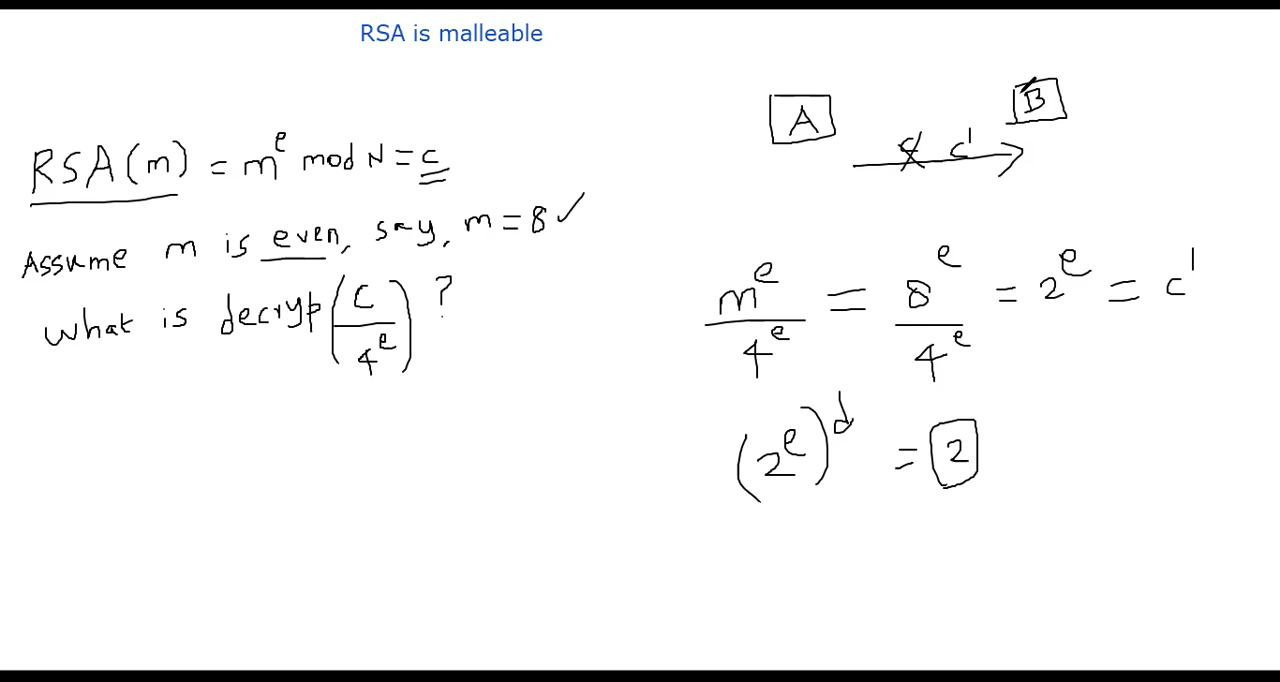 RSA is malleable
RSA(m) = m^e mod N = c
Assume m is even, say, m = 8 ✓
What is decryp(c/4^e) ?
A
B
c c'
m^e/4^e = 8^e/4^e = 2^e = c'
(2^e)^d = 2